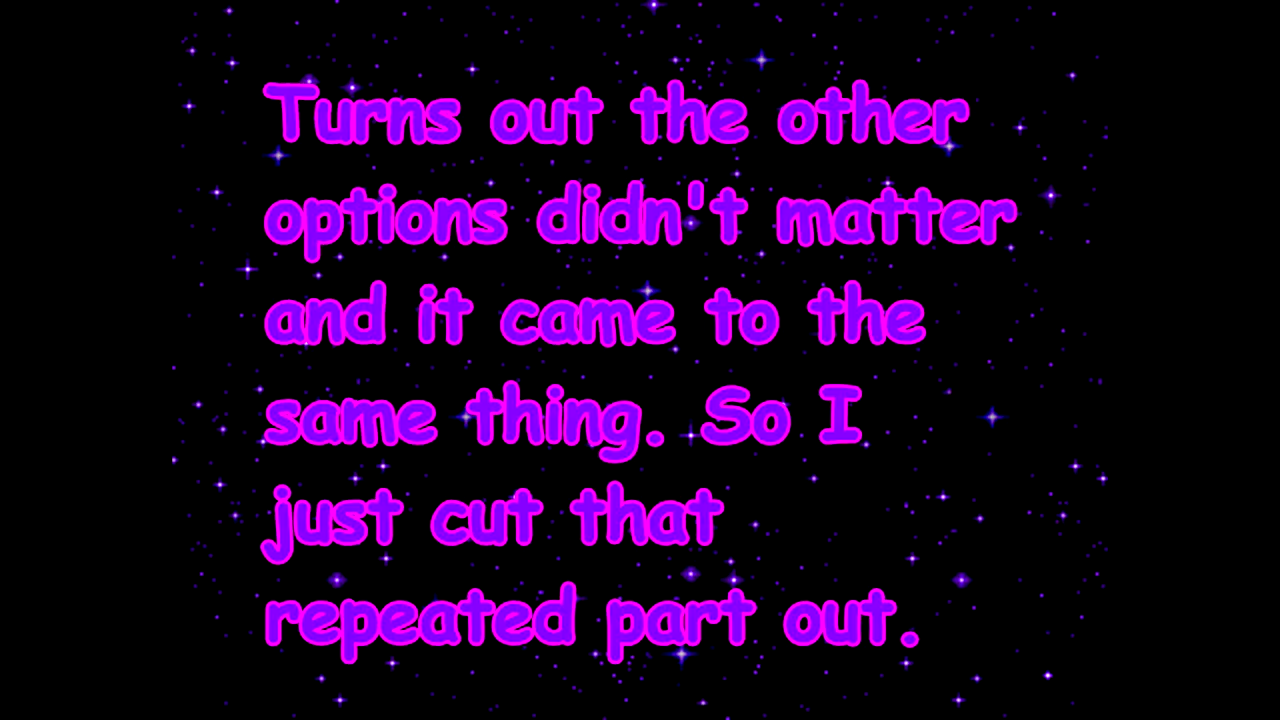 Turns out the other
options didn't matter
and it came to the
same thing. So I
just cut that
repeated part out.